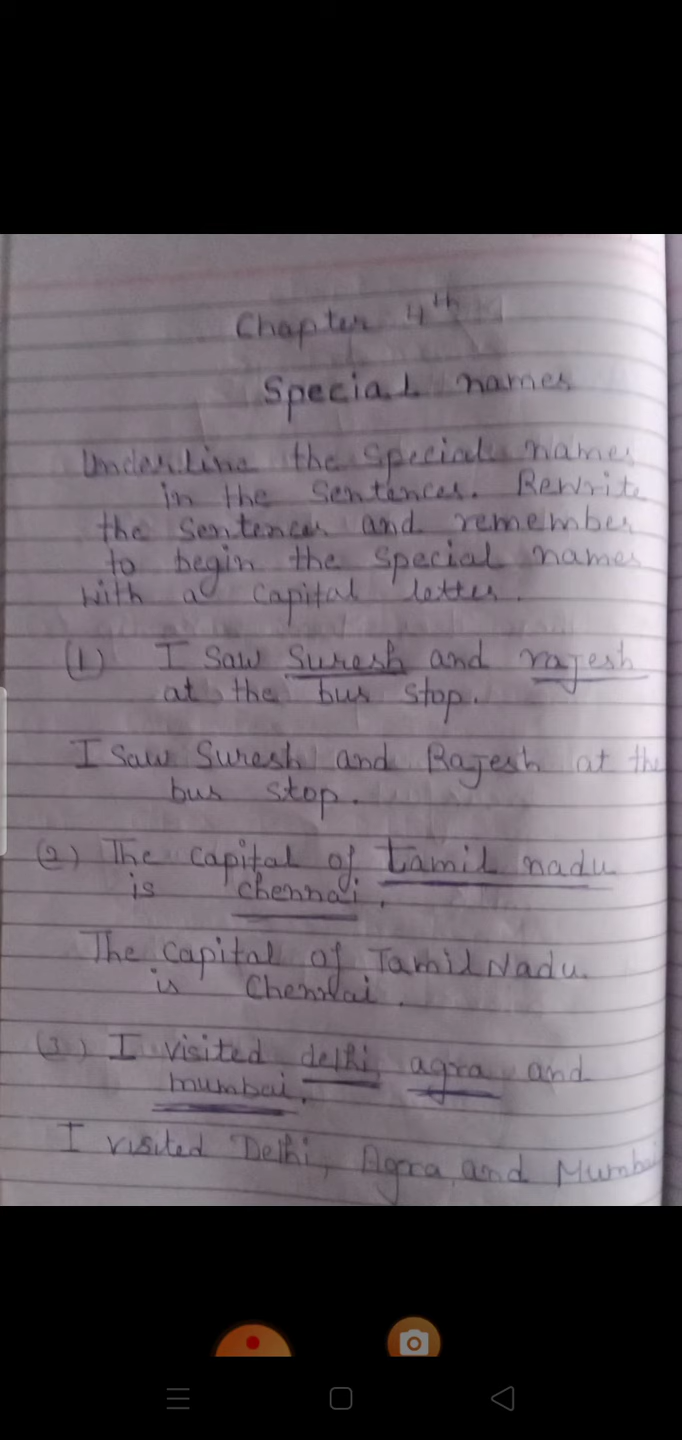 Chapter 4th
Special names
Underline the special names
in the sentences. Rewrite
the sentences and remember
to begin the special names
with a capital letter.
(1) I saw Suresh and rajesh
at the bus stop.
I saw Suresh and Rajesh at the
bus stop.
(2) The capital of tamil nadu
is chennai.
The capital of Tamil Nadu
is Chennai.
(3) I visited delhi, agra and
mumbai.
I visited Delhi, Agra, and Mumbai